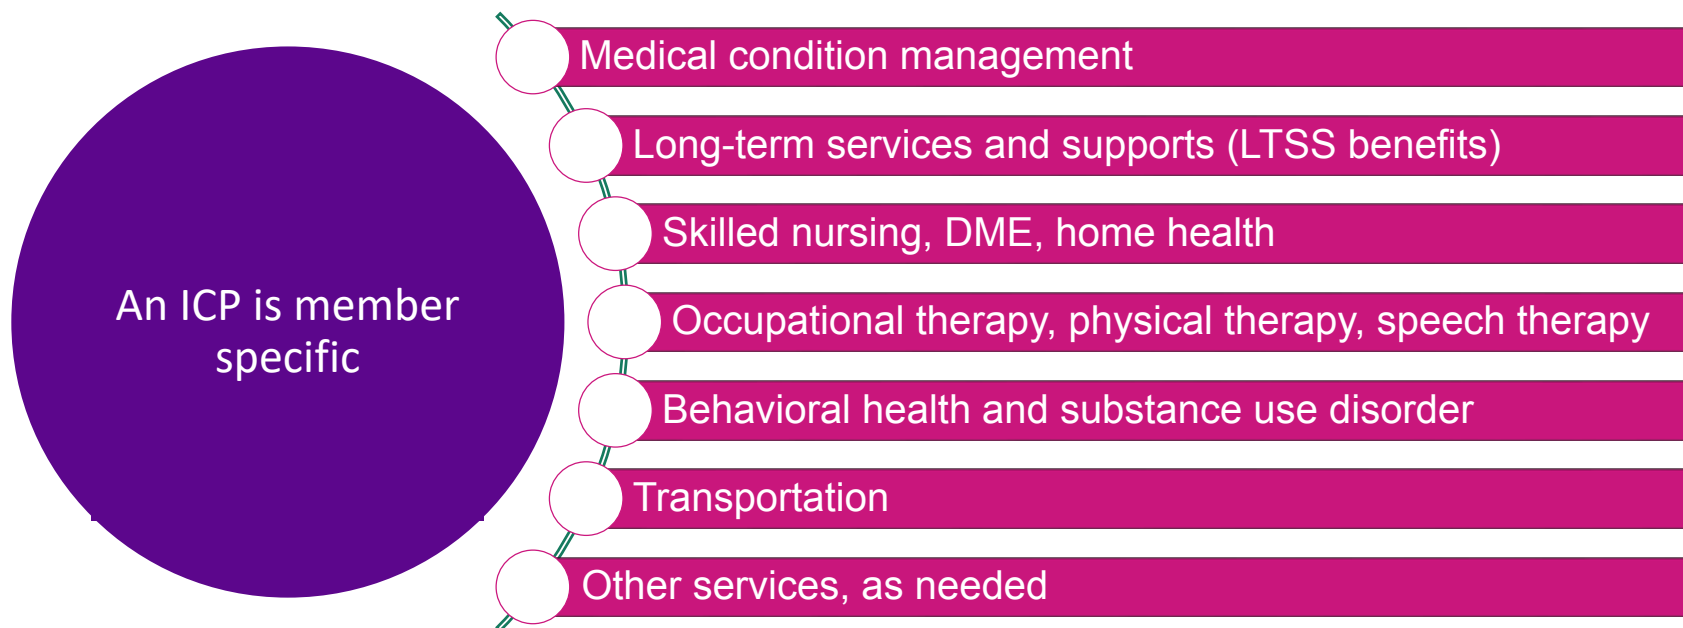 An ICP is member
specific
Medical condition management
Long-term services and supports (LTSS benefits)
Skilled nursing, DME, home health
Occupational therapy, physical therapy, speech therapy
Behavioral health and substance use disorder
Transportation
Other services, as needed